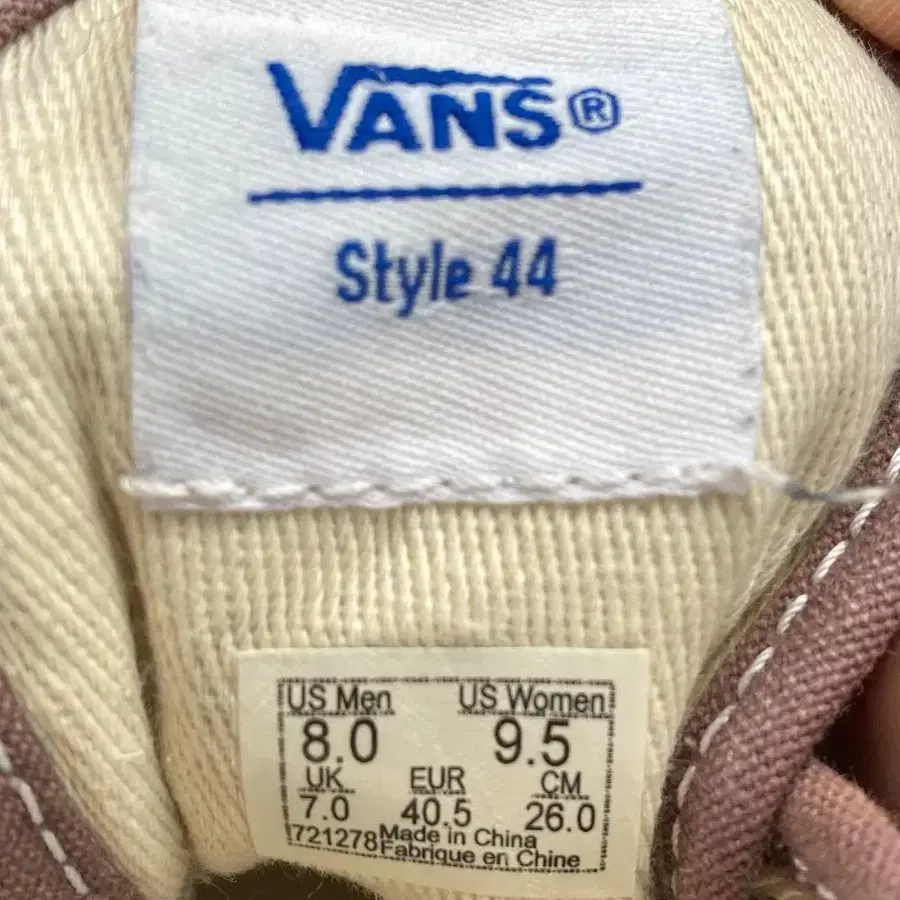 VANS®
Style 44
US Men US Women
8.0 9.5
UK EUR CM
7.0 40.5 26.0
721278 Made in China
Fabrique en Chine